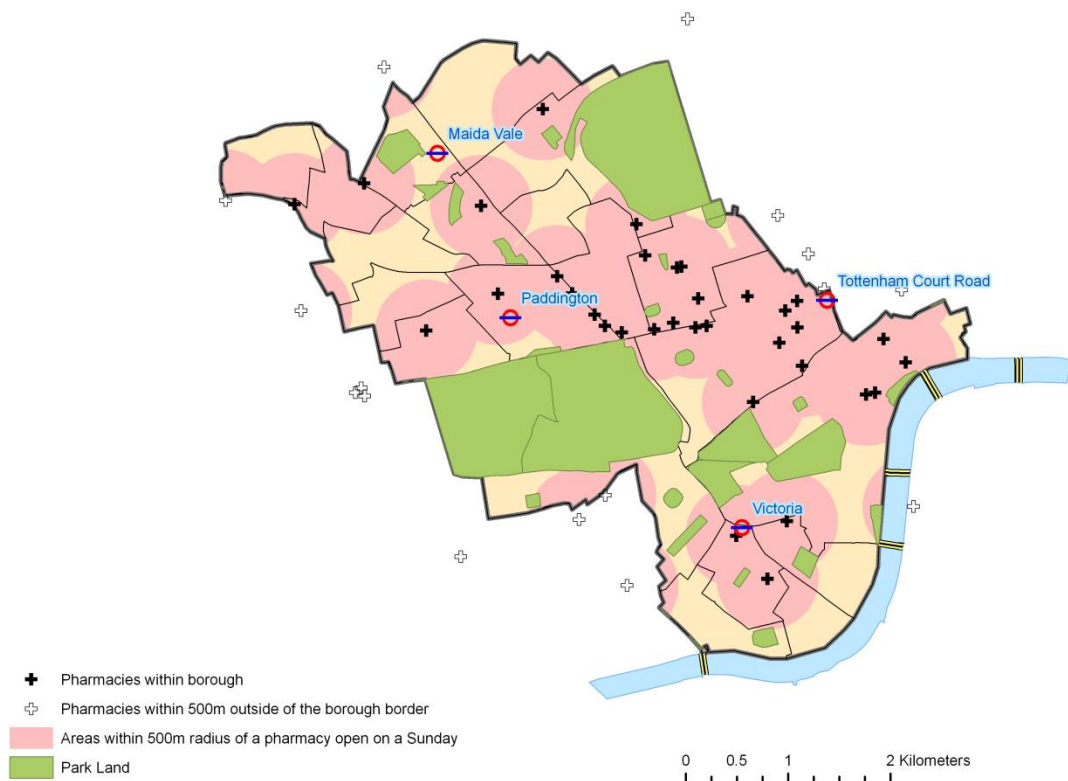 Maida Vale
Tottenham Court Road
Paddington
Victoria
Pharmacies within borough
Pharmacies within 500m outside of the borough border
Areas within 500m radius of a pharmacy open on a Sunday
Park Land
0 0.5 1 2 Kilometers